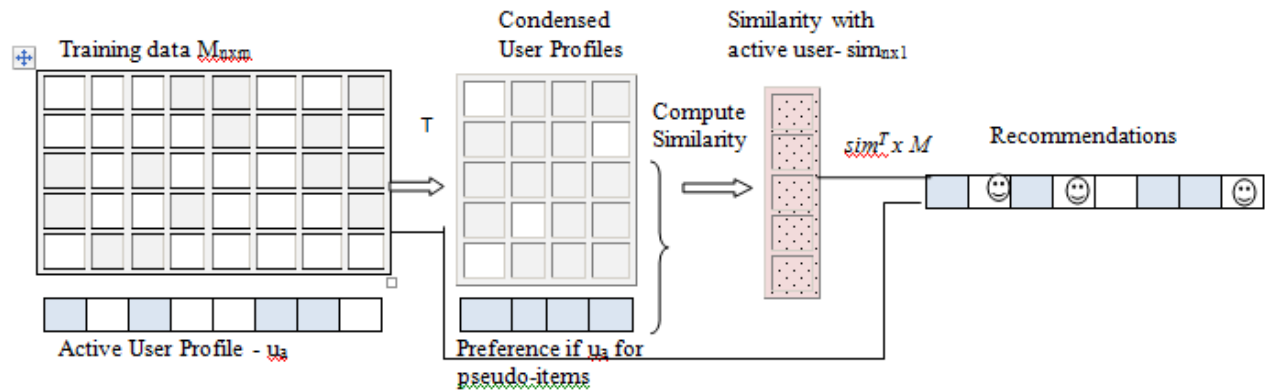 Training data Mnxm
Condensed
User Profiles
Similarity with
active user- simnx1
T
Compute
Similarity
simT x M
Recommendations
Active User Profile - ua
Preference if ua for
pseudo-items